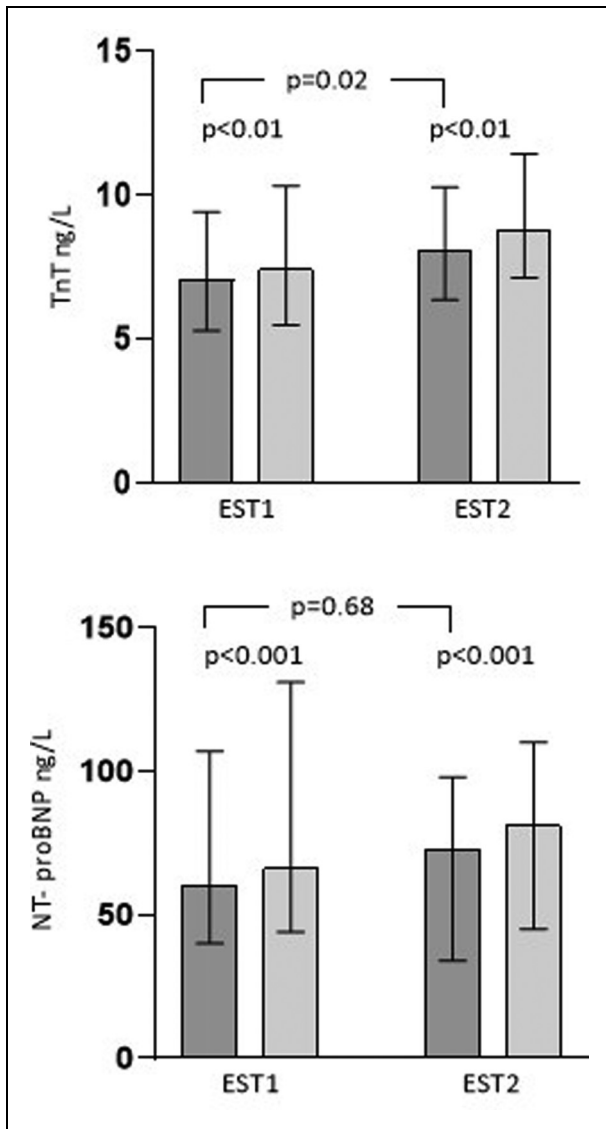 15
p=0.02
p<0.01 p<0.01
10
TnT ng/L
5
0
EST1 EST2
p=0.68
150
p<0.001 p<0.001
100
NT- proBNP ng/L
50
0
EST1 EST2